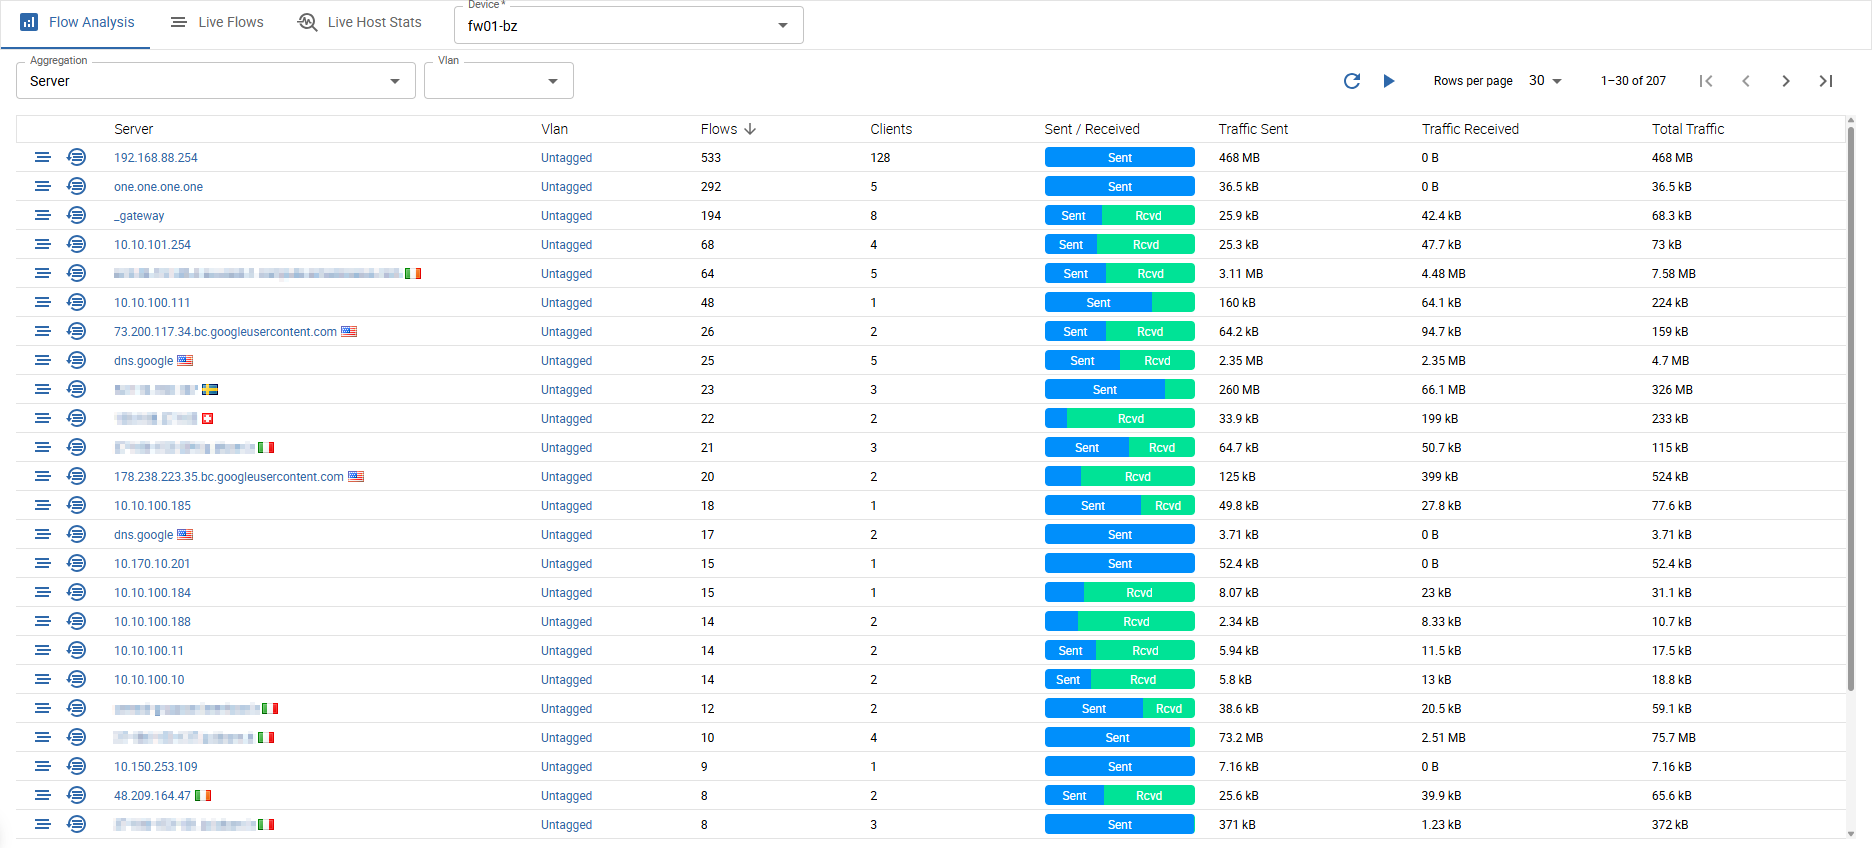 Flow Analysis Live Flows Live Host Stats Device * fw01-bz
Aggregation Server Vlan Rows per page 30 1–30 of 207
Server Vlan Flows Clients Sent / Received Traffic Sent Traffic Received Total Traffic
192.168.88.254 Untagged 533 128 Sent 468 MB 0 B 468 MB
one.one.one.one Untagged 292 5 Sent 36.5 kB 0 B 36.5 kB
_gateway Untagged 194 8 Sent Rcvd 25.9 kB 42.4 kB 68.3 kB
10.10.101.254 Untagged 68 4 Sent Rcvd 25.3 kB 47.7 kB 73 kB
Untagged 64 5 Sent Rcvd 3.11 MB 4.48 MB 7.58 MB
10.10.100.111 Untagged 48 1 Sent 160 kB 64.1 kB 224 kB
73.200.117.34.bc.googleusercontent.com Untagged 26 2 Sent Rcvd 64.2 kB 94.7 kB 159 kB
dns.google Untagged 25 5 Sent Rcvd 2.35 MB 2.35 MB 4.7 MB
Untagged 23 3 Sent 260 MB 66.1 MB 326 MB
Untagged 22 2 Rcvd 33.9 kB 199 kB 233 kB
Untagged 21 3 Sent Rcvd 64.7 kB 50.7 kB 115 kB
178.238.223.35.bc.googleusercontent.com Untagged 20 2 Rcvd 125 kB 399 kB 524 kB
10.10.100.185 Untagged 18 1 Sent Rcvd 49.8 kB 27.8 kB 77.6 kB
dns.google Untagged 17 2 Sent 3.71 kB 0 B 3.71 kB
10.170.10.201 Untagged 15 1 Sent 52.4 kB 0 B 52.4 kB
10.10.100.184 Untagged 15 1 Rcvd 8.07 kB 23 kB 31.1 kB
10.10.100.188 Untagged 14 2 Rcvd 2.34 kB 8.33 kB 10.7 kB
10.10.100.11 Untagged 14 2 Sent Rcvd 5.94 kB 11.5 kB 17.5 kB
10.10.100.10 Untagged 14 2 Sent Rcvd 5.8 kB 13 kB 18.8 kB
Untagged 12 2 Sent Rcvd 38.6 kB 20.5 kB 59.1 kB
Untagged 10 4 Sent 73.2 MB 2.51 MB 75.7 MB
10.150.253.109 Untagged 9 1 Sent 7.16 kB 0 B 7.16 kB
48.209.164.47 Untagged 8 2 Sent Rcvd 25.6 kB 39.9 kB 65.6 kB
Untagged 8 3 Sent 371 kB 1.23 kB 372 kB